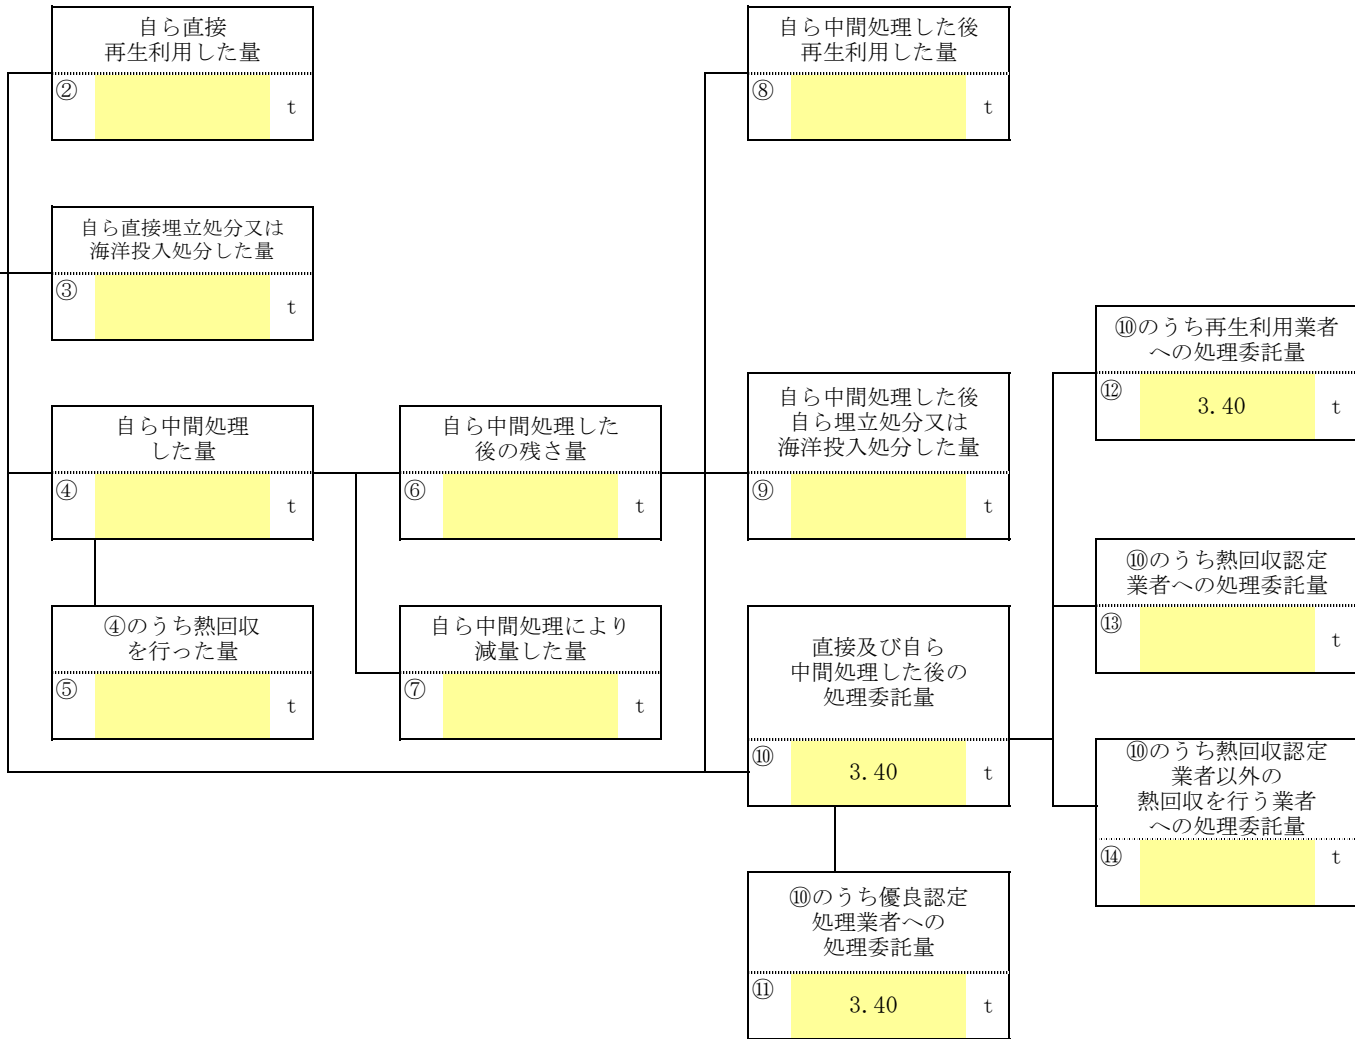 自ら直接
再生利用した量
②
t
自ら中間処理した後
再生利用した量
⑧
t
自ら直接埋立処分又は
海洋投入処分した量
③
t
⑩のうち再生利用業者
への処理委託量
⑫
3.40
t
自ら中間処理
した量
④
t
自ら中間処理した
後の残さ量
⑥
t
自ら中間処理した後
自ら埋立処分又は
海洋投入処分した量
⑨
t
⑩のうち熱回収認定
業者への処理委託量
⑬
t
④のうち熱回収
を行った量
⑤
t
自ら中間処理により
減量した量
⑦
t
直接及び自ら
中間処理した後の
処理委託量
⑩
3.40
t
⑩のうち熱回収認定
業者以外の
熱回収を行う業者
への処理委託量
⑭
t
⑩のうち優良認定
処理業者への
処理委託量
⑪
3.40
t